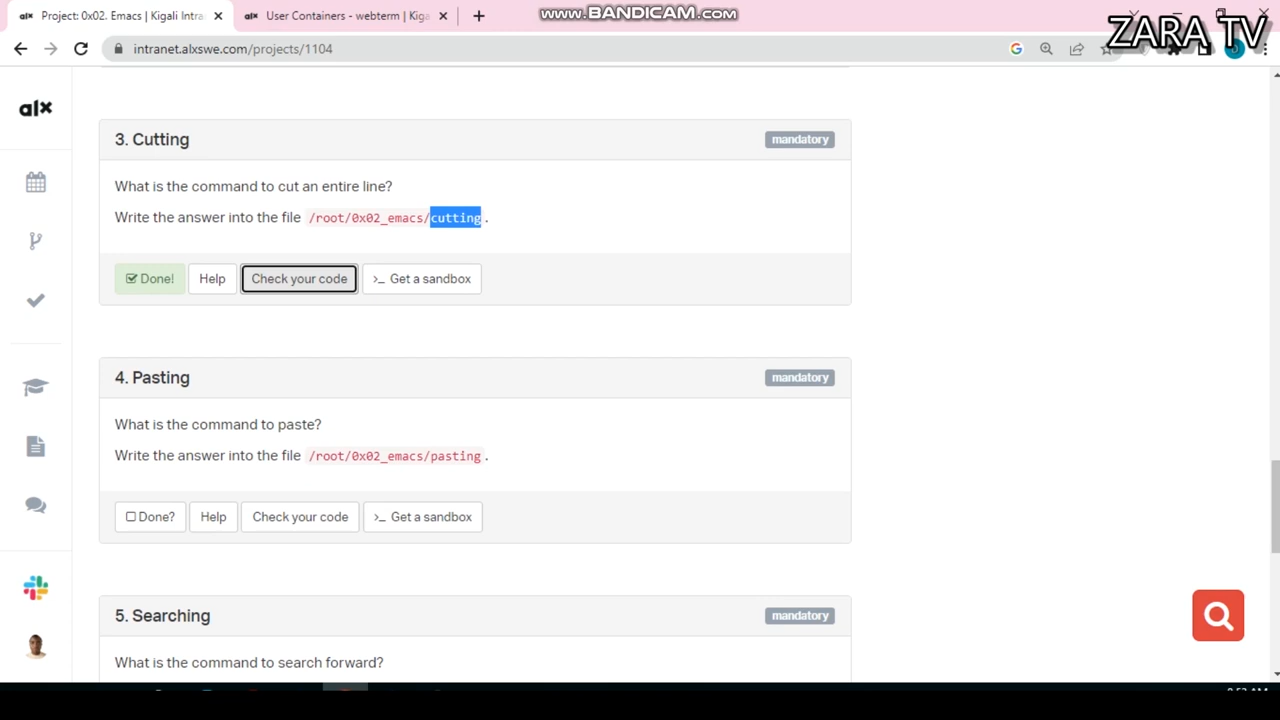 Project: 0x02. Emacs | Kigali Intra
User Containers - webterm | Kiga
www.BANDICAM.com
ZARA TV
intranet.alxswe.com/projects/1104
alx
3. Cutting
mandatory
What is the command to cut an entire line?
Write the answer into the file /root/0x02_emacs/cutting .
Done! Help Check your code >_ Get a sandbox
4. Pasting
mandatory
What is the command to paste?
Write the answer into the file /root/0x02_emacs/pasting .
Done? Help Check your code >_ Get a sandbox
5. Searching
mandatory
What is the command to search forward?